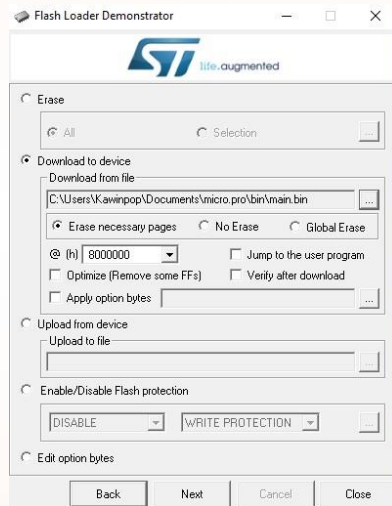 Flash Loader Demonstrator
ST life.augmented
Erase
All Selection ...
Download to device
Download from file
C:\Users\Kawinpop\Documents\micro.pro\bin\main.bin ...
Erase necessary pages No Erase Global Erase
@ (h) 8000000 Jump to the user program
Optimize (Remove some FFs) Verify after download
Apply option bytes ...
Upload from device
Upload to file
...
Enable/Disable Flash protection
DISABLE WRITE PROTECTION ...
Edit option bytes
Back Next Cancel Close